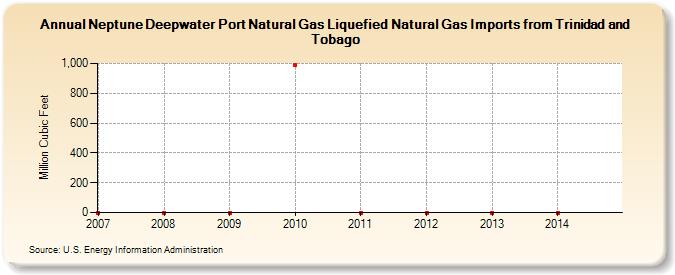 Annual Neptune Deepwater Port Natural Gas Liquefied Natural Gas Imports from Trinidad and
Tobago
Million Cubic Feet
1,000
800
600
400
200
0
2007 2008 2009 2010 2011 2012 2013 2014
Source: U.S. Energy Information Administration